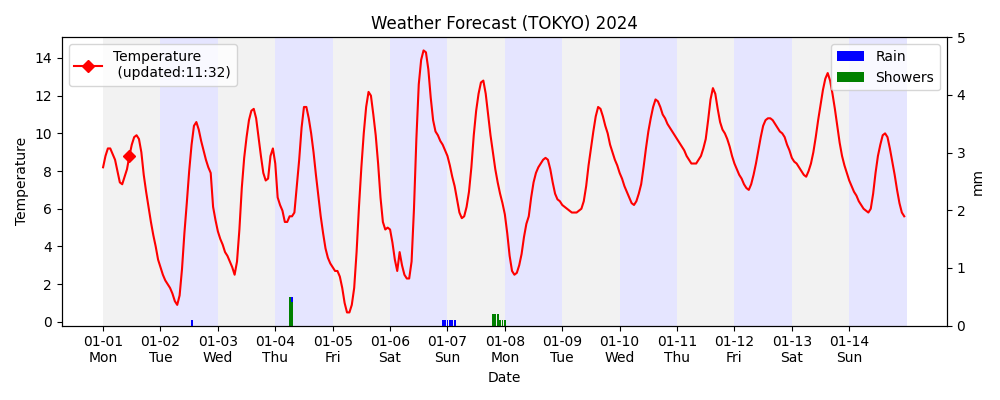 Weather Forecast (TOKYO) 2024
Temperature
(updated:11:32)
Rain
Showers
Temperature
14
12
10
8
6
4
2
0
5
4
3
2
1
0
mm
01-01 01-02 01-03 01-04 01-05 01-06 01-07 01-08 01-09 01-10 01-11 01-12 01-13 01-14
Mon Tue Wed Thu Fri Sat Sun Mon Tue Wed Thu Fri Sat Sun
Date